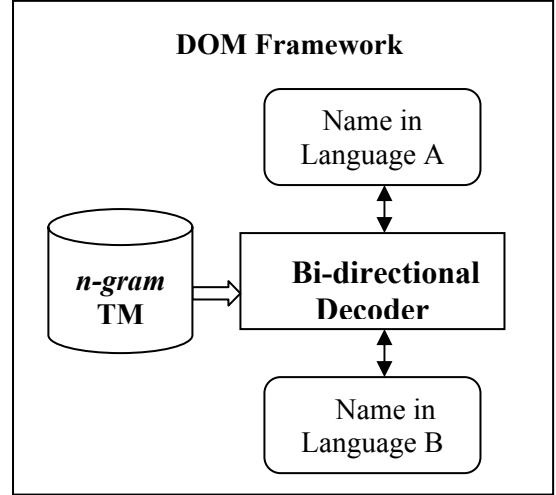 DOM Framework
Name in
Language A
n-gram
TM
Bi-directional
Decoder
Name in
Language B